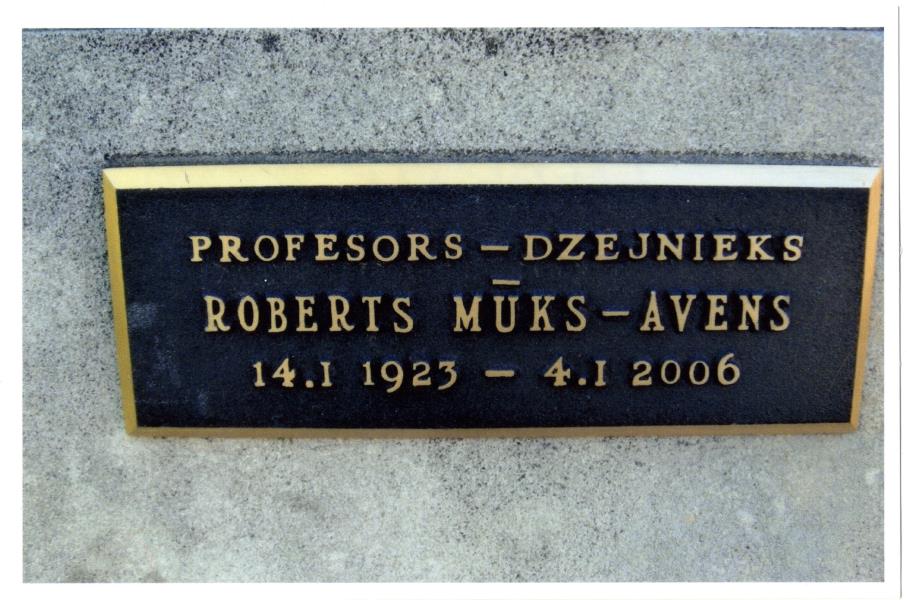 PROFESORS – DZEJNIEKS
ROBERTS MŪKS – AVENS
14.I 1923 – 4.I 2006